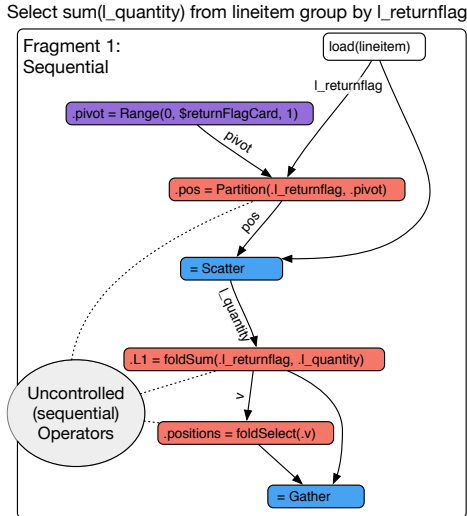 Select sum(l_quantity) from lineitem group by l_returnflag
Fragment 1:
Sequential
load(lineitem)
l_returnflag
.pivot = Range(0, $returnFlagCard, 1)
pivot
.pos = Partition(.l_returnflag, .pivot)
pos
= Scatter
l_quantity
.L1 = foldSum(.l_returnflag, .l_quantity)
v
Uncontrolled
(sequential)
Operators
.positions = foldSelect(.v)
= Gather